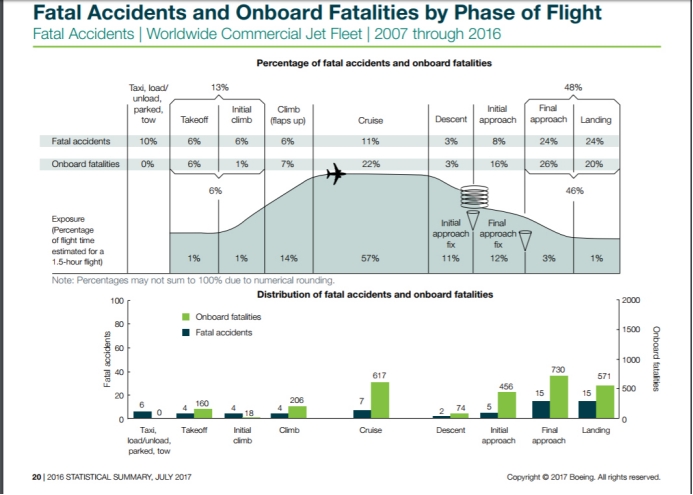 Fatal Accidents and Onboard Fatalities by Phase of Flight
Fatal Accidents | Worldwide Commercial Jet Fleet | 2007 through 2016
Percentage of fatal accidents and onboard fatalities
Taxi, load/
unload,
parked,
tow
13%
Takeoff
Initial
climb
Climb
(flaps up)
Cruise
Descent
Initial
approach
48%
Final
approach
Landing
Fatal accidents 10% 6% 6% 6% 11% 3% 8% 24% 24%
Onboard fatalities 0% 6% 1% 7% 22% 3% 16% 26% 20%
6% 46%
Exposure
(Percentage
of flight time
estimated for a
1.5-hour flight)
Initial
approach
fix
Final
approach
fix
1% 1% 14% 57% 11% 12% 3% 1%
Note: Percentages may not sum to 100% due to numerical rounding.
Distribution of fatal accidents and onboard fatalities
Fatal accidents
100
80
60
40
20
0
Onboard fatalities
Fatal accidents
6 0
4 160
4 18
4 206
7 617
2 74
5 456
15 730
15 571
2000
1500
1000
500
0
Onboard fatalities
Taxi,
load/unload,
parked, tow
Takeoff
Initial
climb
Climb
Cruise
Descent
Initial
approach
Final
approach
Landing
20 | 2016 STATISTICAL SUMMARY, JULY 2017
Copyright © 2017 Boeing. All rights reserved.